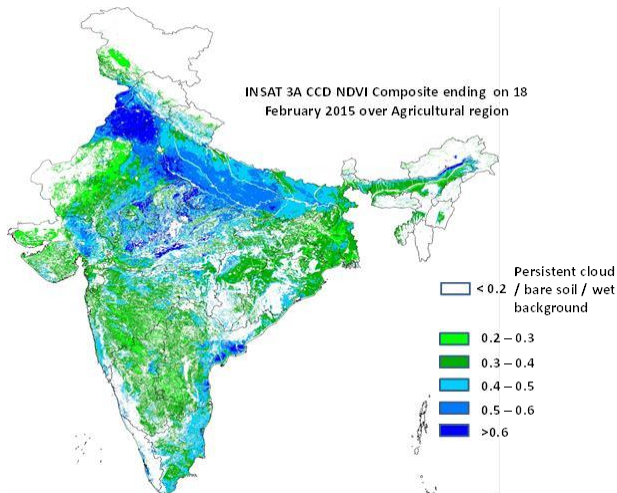 INSAT 3A CCD NDVI Composite ending on 18
February 2015 over Agricultural region
< 0.2
Persistent cloud
/ bare soil / wet
background
0.2 – 0.3
0.3 – 0.4
0.4 – 0.5
0.5 – 0.6
>0.6